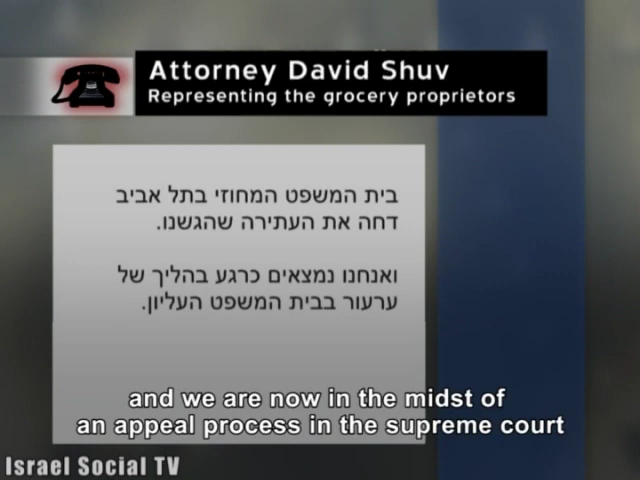 Attorney David Shuv
Representing the grocery proprietors
בית המשפט המחוזי בתל אביב
דחה את העתירה שהגשנו.
ואנחנו נמצאים כרגע בהליך של
ערעור בבית המשפט העליון.
and we are now in the midst of
an appeal process in the supreme court
Israel Social TV